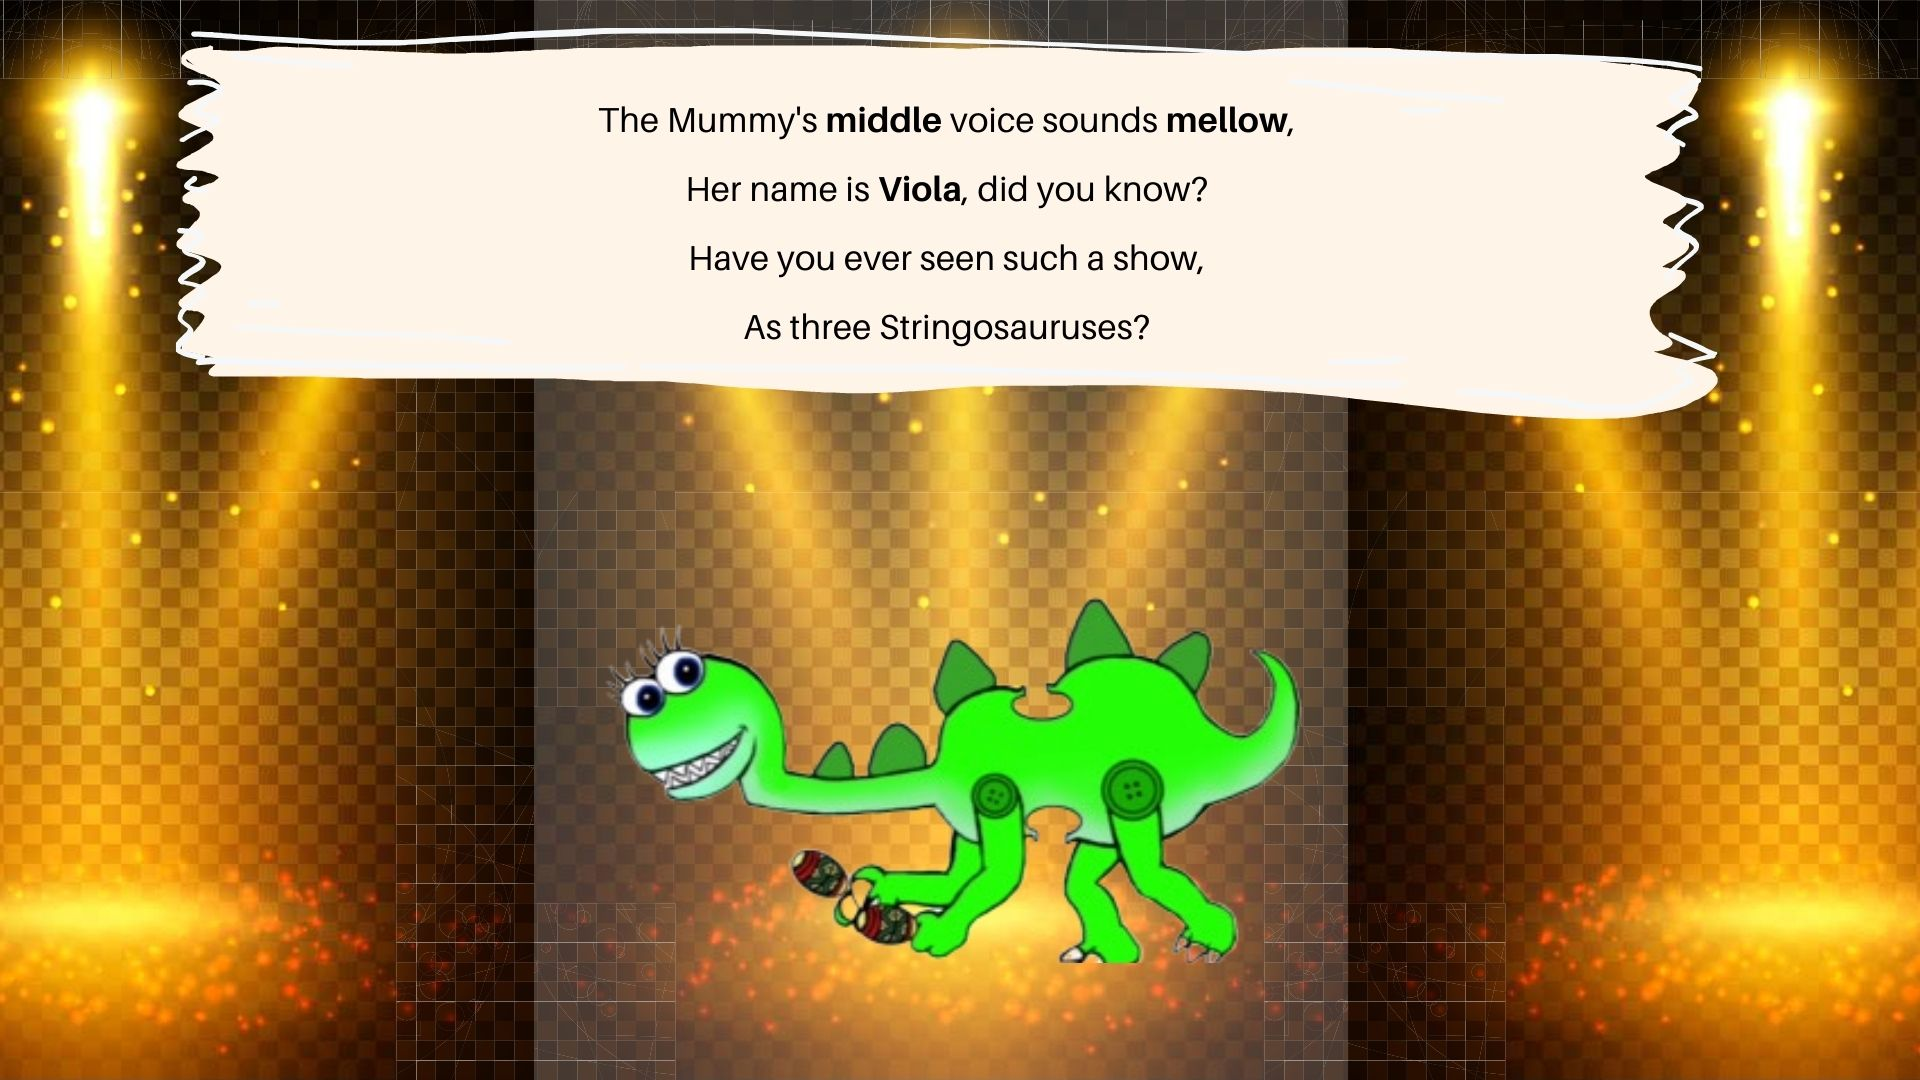 The Mummy's middle voice sounds mellow,
Her name is Viola, did you know?
Have you ever seen such a show,
As three Stringosauruses?